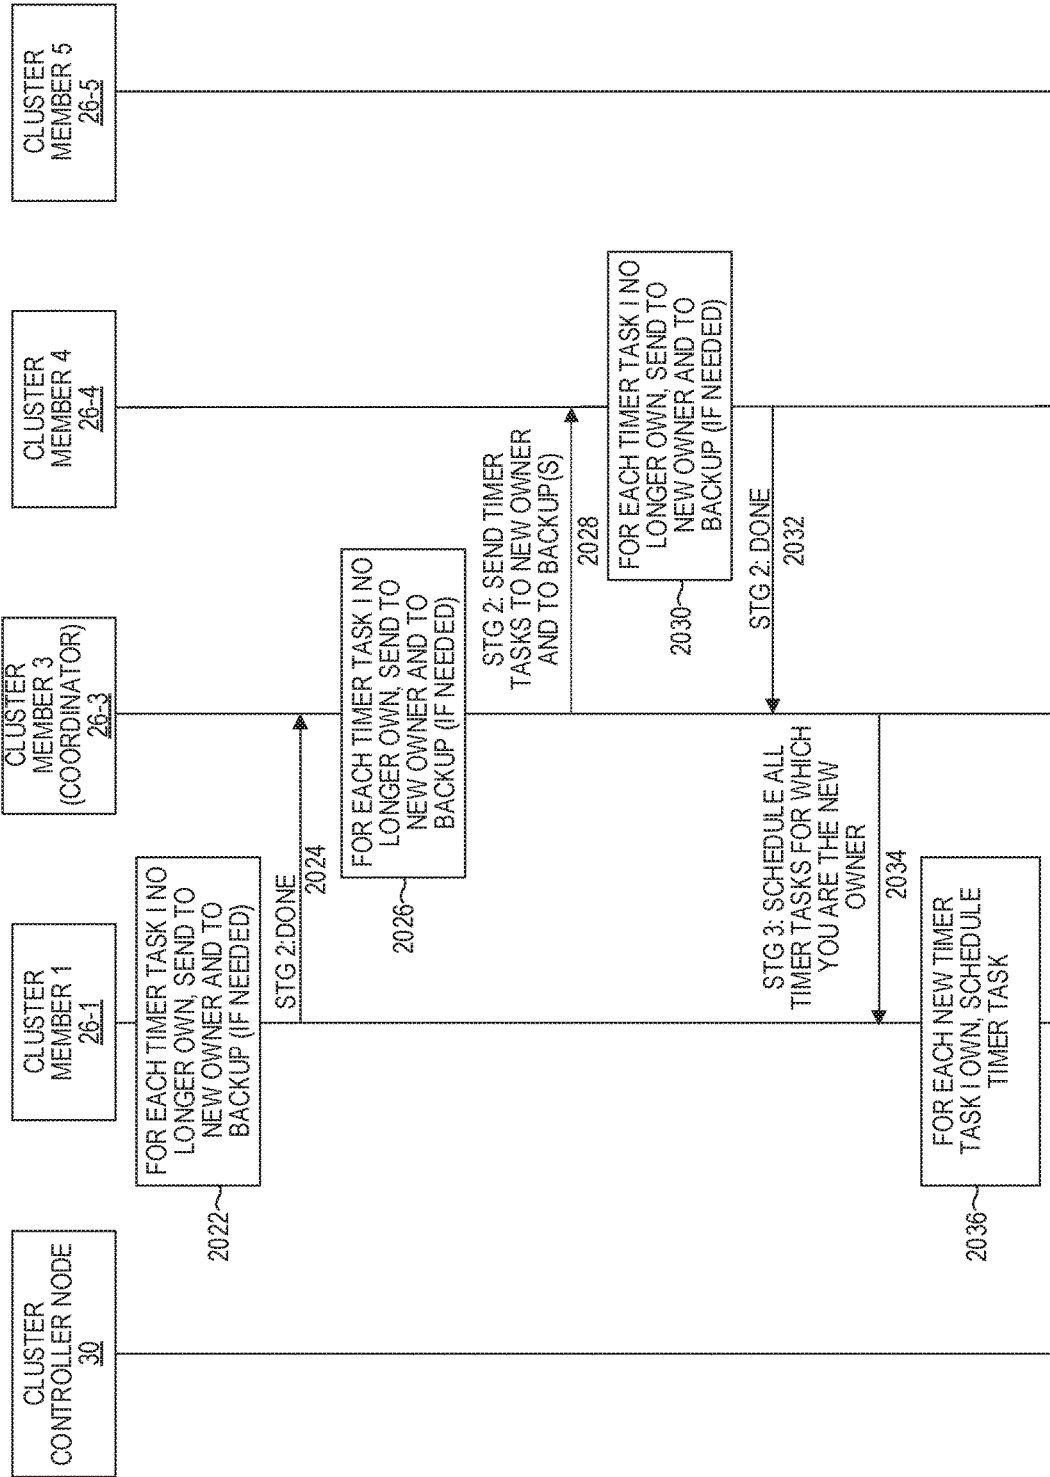 CLUSTER
CONTROLLER NODE
30
CLUSTER
MEMBER 1
26-1
CLUSTER
MEMBER 3
(COORDINATOR)
26-3
CLUSTER
MEMBER 4
26-4
CLUSTER
MEMBER 5
26-5
FOR EACH TIMER TASK I NO
LONGER OWN, SEND TO
NEW OWNER AND TO
BACKUP (IF NEEDED)
2022
STG 2:DONE
2024
FOR EACH TIMER TASK I NO
LONGER OWN, SEND TO
NEW OWNER AND TO
BACKUP (IF NEEDED)
2026
STG 2: SEND TIMER
TASKS TO NEW OWNER
AND TO BACKUP(S)
2028
FOR EACH TIMER TASK I NO
LONGER OWN, SEND TO
NEW OWNER AND TO
BACKUP (IF NEEDED)
2030
STG 2: DONE
2032
STG 3: SCHEDULE ALL
TIMER TASKS FOR WHICH
YOU ARE THE NEW
OWNER
2034
FOR EACH NEW TIMER
TASK I OWN, SCHEDULE
TIMER TASK
2036